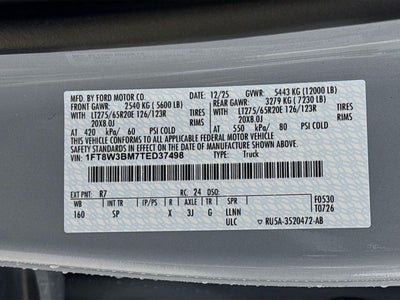 MFD. BY FORD MOTOR CO. 12/25 GVWR: 5443 KG (12000 LB)
FRONT GAWR: 2540 KG ( 5600 LB) REAR GAWR: 3279 KG ( 7230 LB)
WITH LT275/65R20E 126/123R TIRES WITH LT275/65R20E 126/123R TIRES
20X8.0J RIMS 20X8.0J RIMS
AT 420 kPa/ 60 PSI COLD AT 550 kPa/ 80 PSI COLD
THIS VEHICLE CONFORMS TO ALL APPLICABLE FEDERAL MOTOR VEHICLE
SAFETY STANDARDS IN EFFECT ON THE DATE OF MANUFACTURE SHOWN ABOVE.
VIN: 1FT8W3BM7TED37498 TYPE: Truck
EXT PNT: R7 RC: 24 DSO: F0530
WB INT TR TP/PS R AXLE TR SPR T0726
160 SP X 3J G LLNN
ULC RU5A-3520472-AB